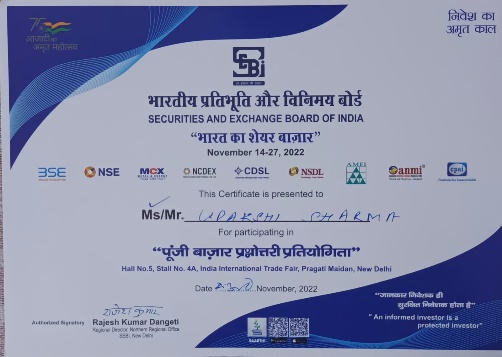 आज़ादी का
अमृत महोत्सव
निवेश का
अमृत काल
SEBI
भारतीय प्रतिभूति और विनिमय बोर्ड
SECURITIES AND EXCHANGE BOARD OF INDIA
“भारत का शेयर बाज़ार”
November 14-27, 2022
BSE NSE MCX NCDEX CDSL NSDL AMFI anmi cpai
This Certificate is presented to
Ms/Mr. UPAKSHI SHARMA
For participating in
“पूंजी बाज़ार प्रश्नोत्तरी प्रतियोगिता”
Hall No.5, Stall No. 4A, India International Trade Fair, Pragati Maidan, New Delhi
Date November, 2022
राजेश कुमार
Authorized Signatory
Rajesh Kumar Dangeti
Regional Director, Northern Regional Office
SEBI, New Delhi
“जानकार निवेशक ही
सुरक्षित निवेशक होता है”
“ An informed investor is a
protected investor”